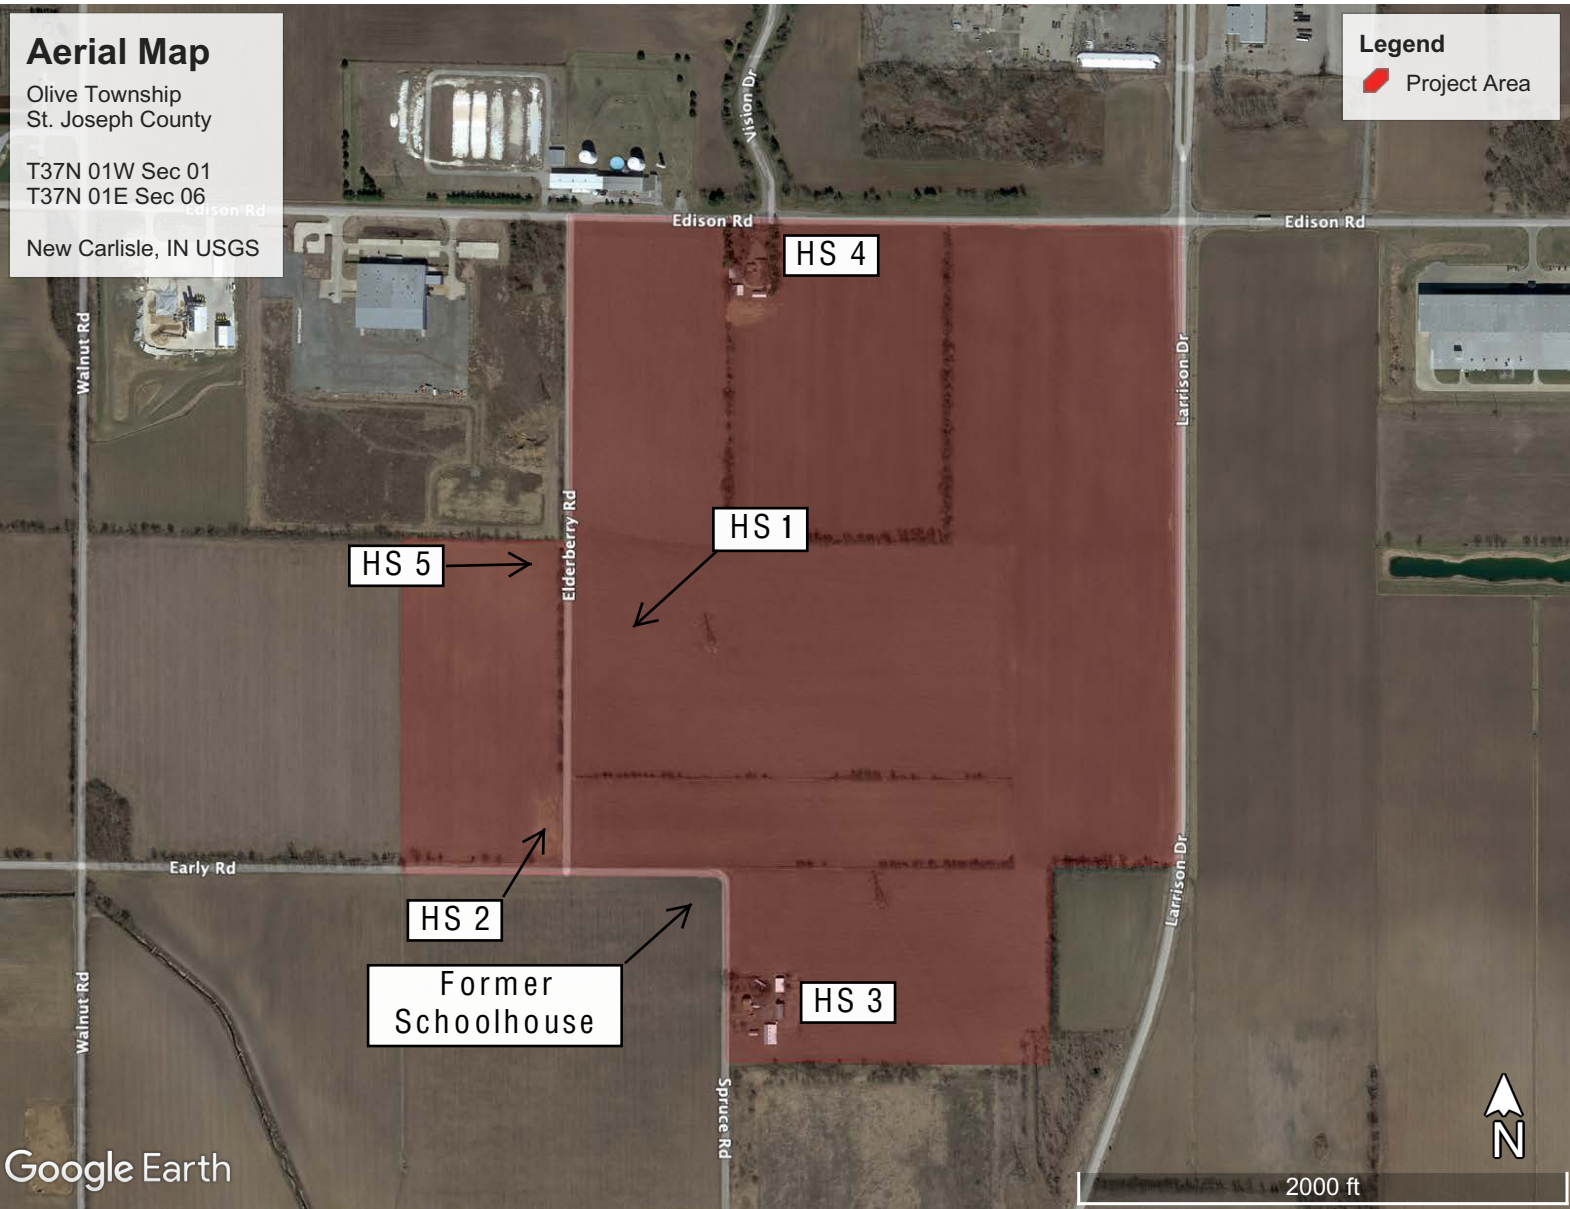 Aerial Map
Olive Township
St. Joseph County
T37N 01W Sec 01
T37N 01E Sec 06
New Carlisle, IN USGS
Legend
Project Area
Vision Dr
Edison Rd
Edison Rd
Edison Rd
HS 4
Walnut Rd
Larrison Dr
HS 1
HS 5
Elderberry Rd
Early Rd
HS 2
Larrison Dr
Former
Schoolhouse
HS 3
Walnut Rd
Spruce Rd
N
Google Earth
2000 ft